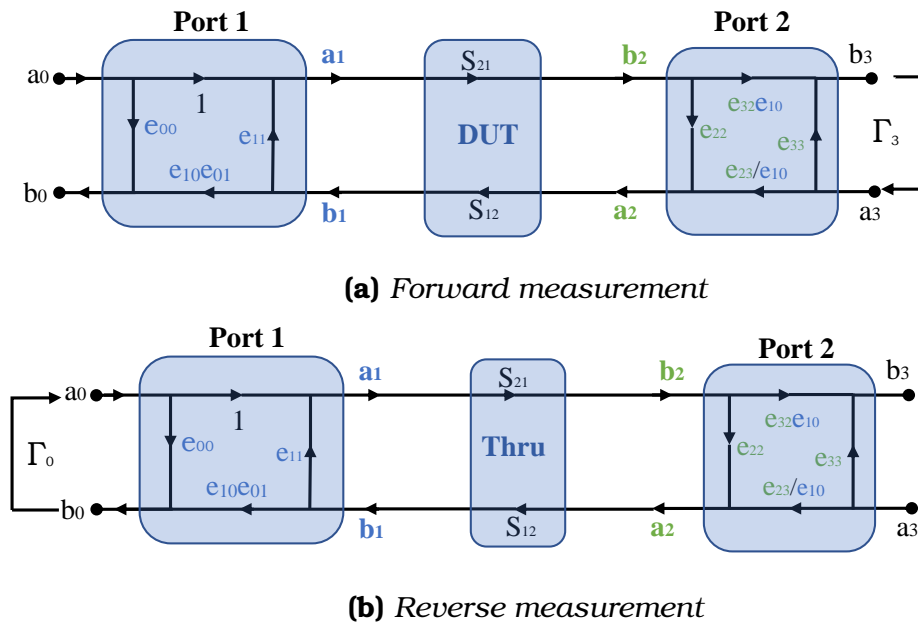 Port 1
Port 2
a0
a1
S21
b2
b3
1
e00
e11
e10e01
DUT
e32e10
e22
e33
e23/e10
Γ3
b0
b1
S12
a2
a3
(a) Forward measurement
Port 1
Port 2
a0
a1
S21
b2
b3
1
Γ0
e00
e11
e10e01
Thru
e32e10
e22
e33
e23/e10
b0
b1
S12
a2
a3
(b) Reverse measurement